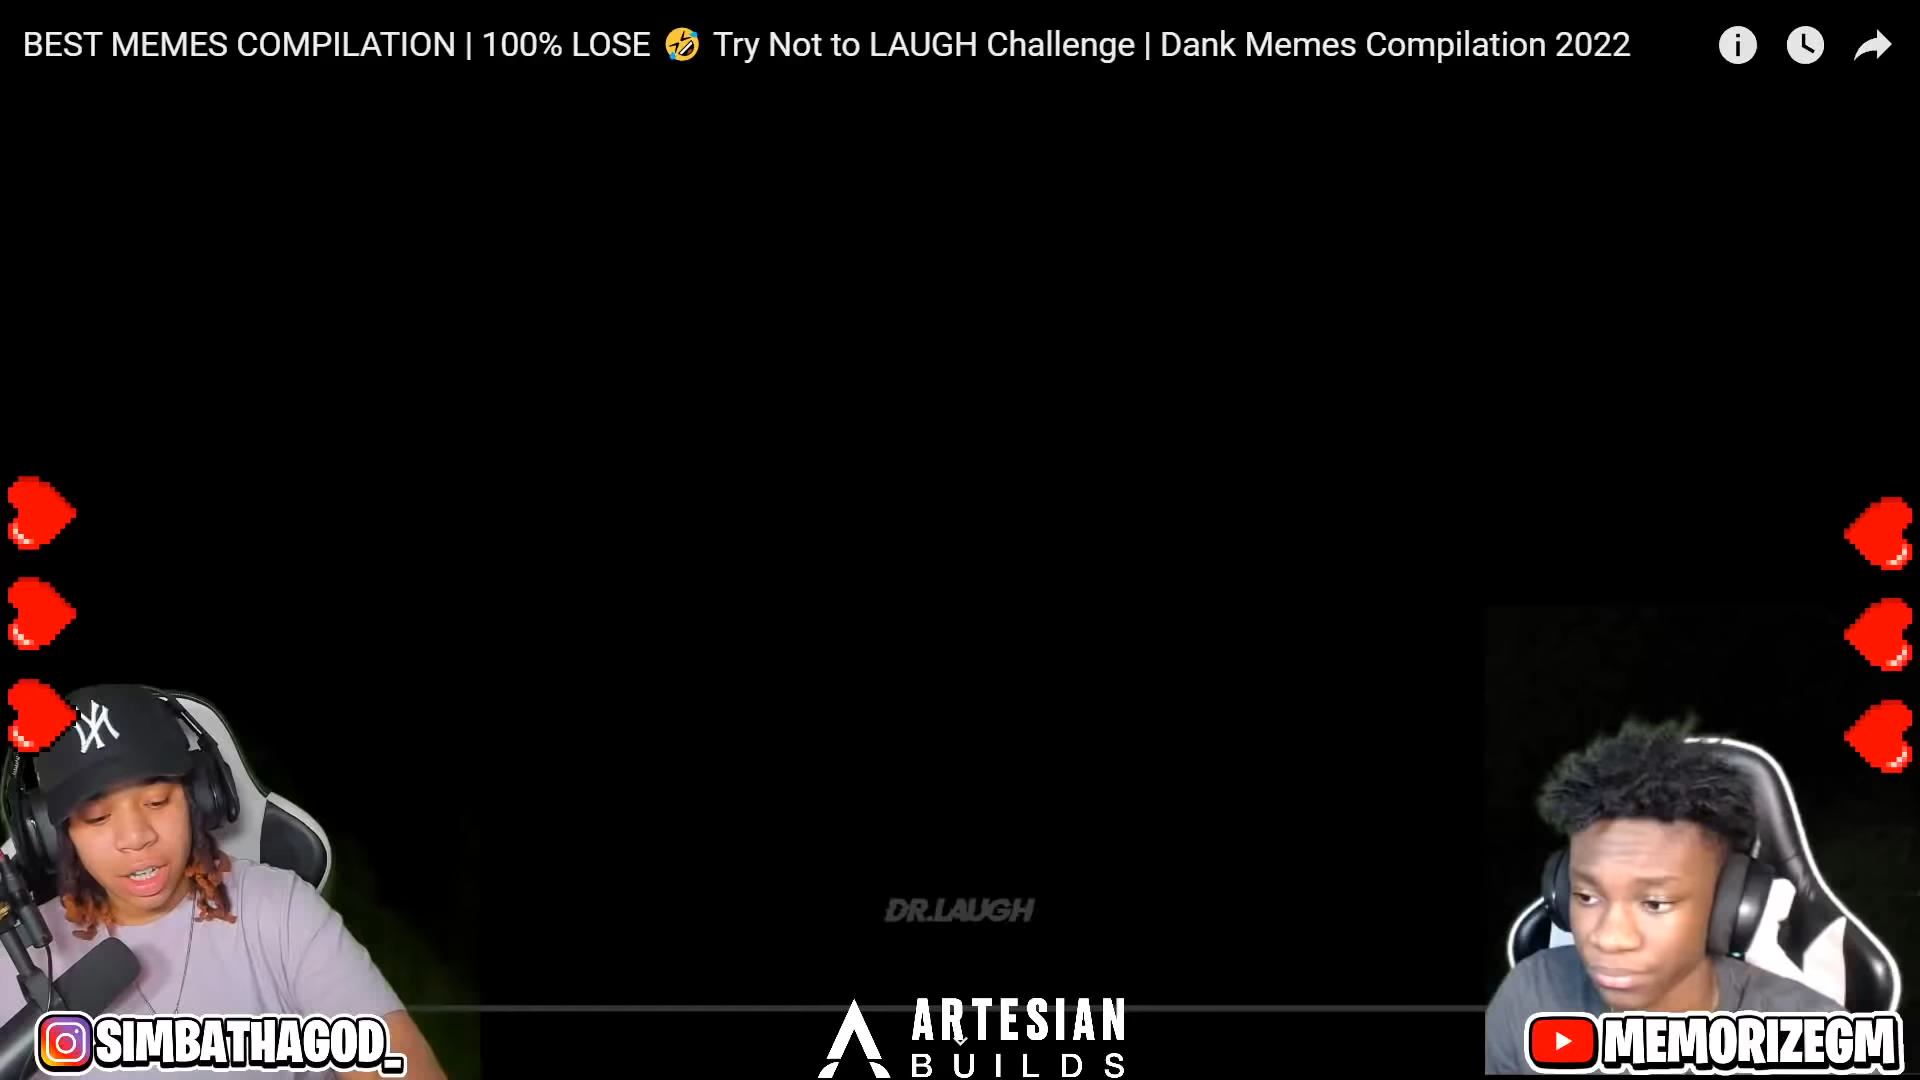 BEST MEMES COMPILATION | 100% LOSE 🤣 Try Not to LAUGH Challenge | Dank Memes Compilation 2022
NY
DR.LAUGH
SIMBATHAGOD_
ARTESIAN
BUILDS
MEMORIZEGM